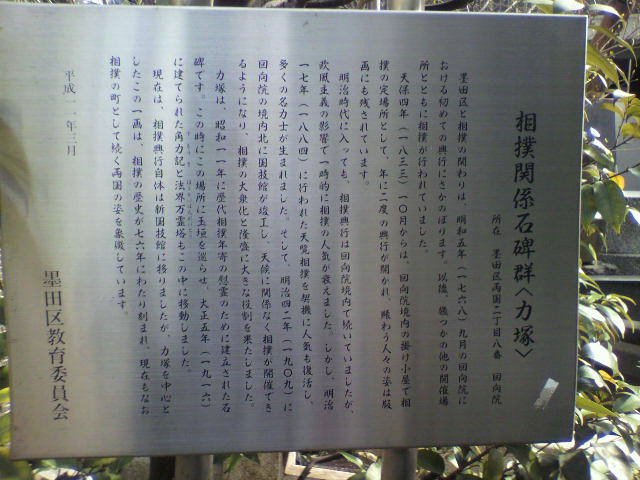 相撲関係石碑群〈力塚〉
所在 墨田区両国二丁目八番 回向院
墨田区と相撲の関わりは、明和五年（一七六八）九月の回向院に
おける初めての興行にさかのぼります。以後、幾つかの他の開催場
所とともに相撲が行われていました。
天保四年（一八三三）一〇月からは、回向院境内の掛け小屋で相
撲の定場所として、年に二度の興行が開かれ、賑わう人々の姿は版
画にも残されています。
明治時代に入っても、相撲興行は回向院境内で続いていましたが、
欧風主義の影響で一時的に相撲の人気が衰えました。しかし、明治
一七年（一八八四）に行われた天覧相撲を契機に人気も復活し、
多くの名力士が生まれました。そして、明治四二年（一九〇九）に
回向院の境内北に国技館が竣工し、天候に関係なく相撲が開催でき
るようになり、相撲の大衆化と隆盛に大きな役割を果たしました。
力塚は、昭和一一年に歴代相撲年寄の慰霊のために建立された石
碑です。この時にこの場所に玉垣を巡らせ、大正五年（一九一六）
に建てられた角力記と法界万霊塔もこの中に移動しました。
現在は、相撲興行自体は新国技館に移りましたが、力塚を中心と
したこの一画は、相撲の歴史が七六年にわたり刻まれ、現在もなお
相撲の町として続く両国の姿を象徴しています。
平成一一年三月
墨田区教育委員会